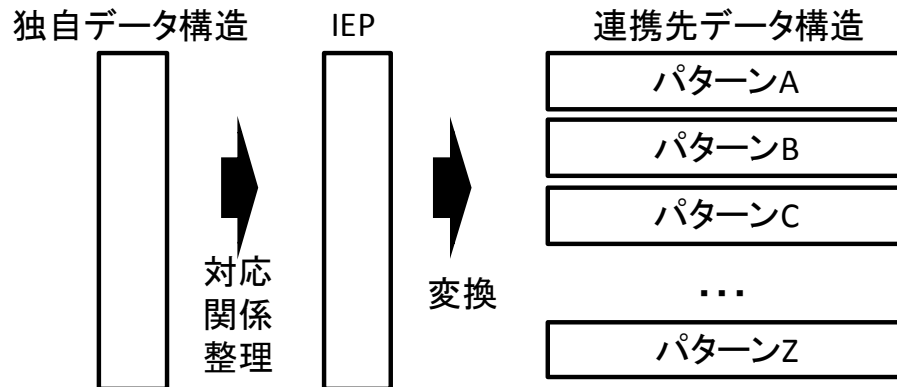 独自データ構造
IEP
連携先データ構造
パターンA
パターンB
パターンC
対応
関係
整理
変換
...
パターンZ